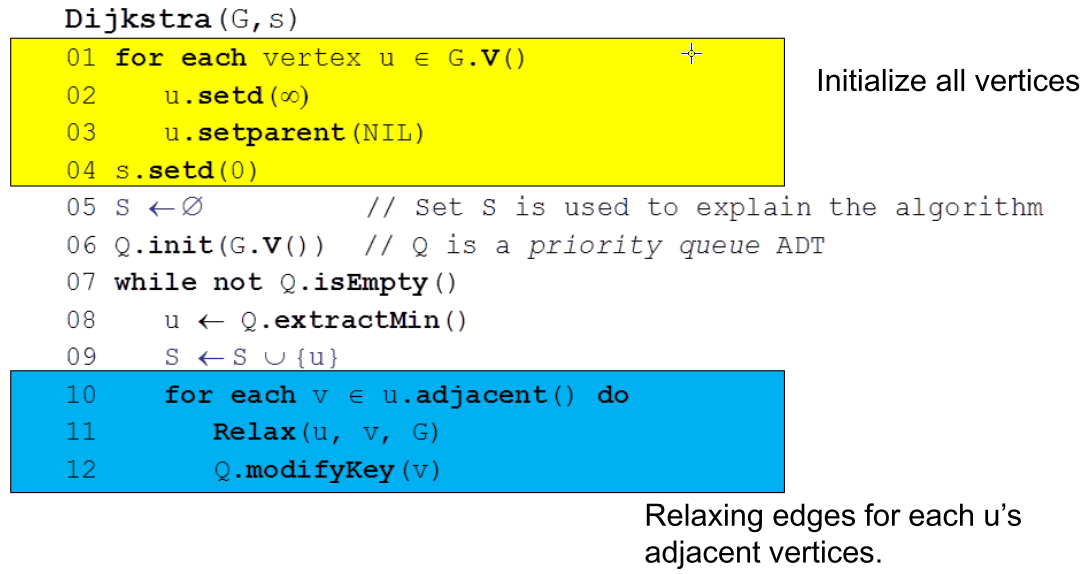 Dijkstra(G,s)
01 for each vertex u ∈ G.V()
02 u.setd(∞)
03 u.setparent(NIL)
04 s.setd(0)
Initialize all vertices
05 S ←∅ // Set S is used to explain the algorithm
06 Q.init(G.V()) // Q is a priority queue ADT
07 while not Q.isEmpty()
08 u ← Q.extractMin()
09 S ← S ∪ {u}
10 for each v ∈ u.adjacent() do
11 Relax(u, v, G)
12 Q.modifyKey(v)
Relaxing edges for each u’s
adjacent vertices.